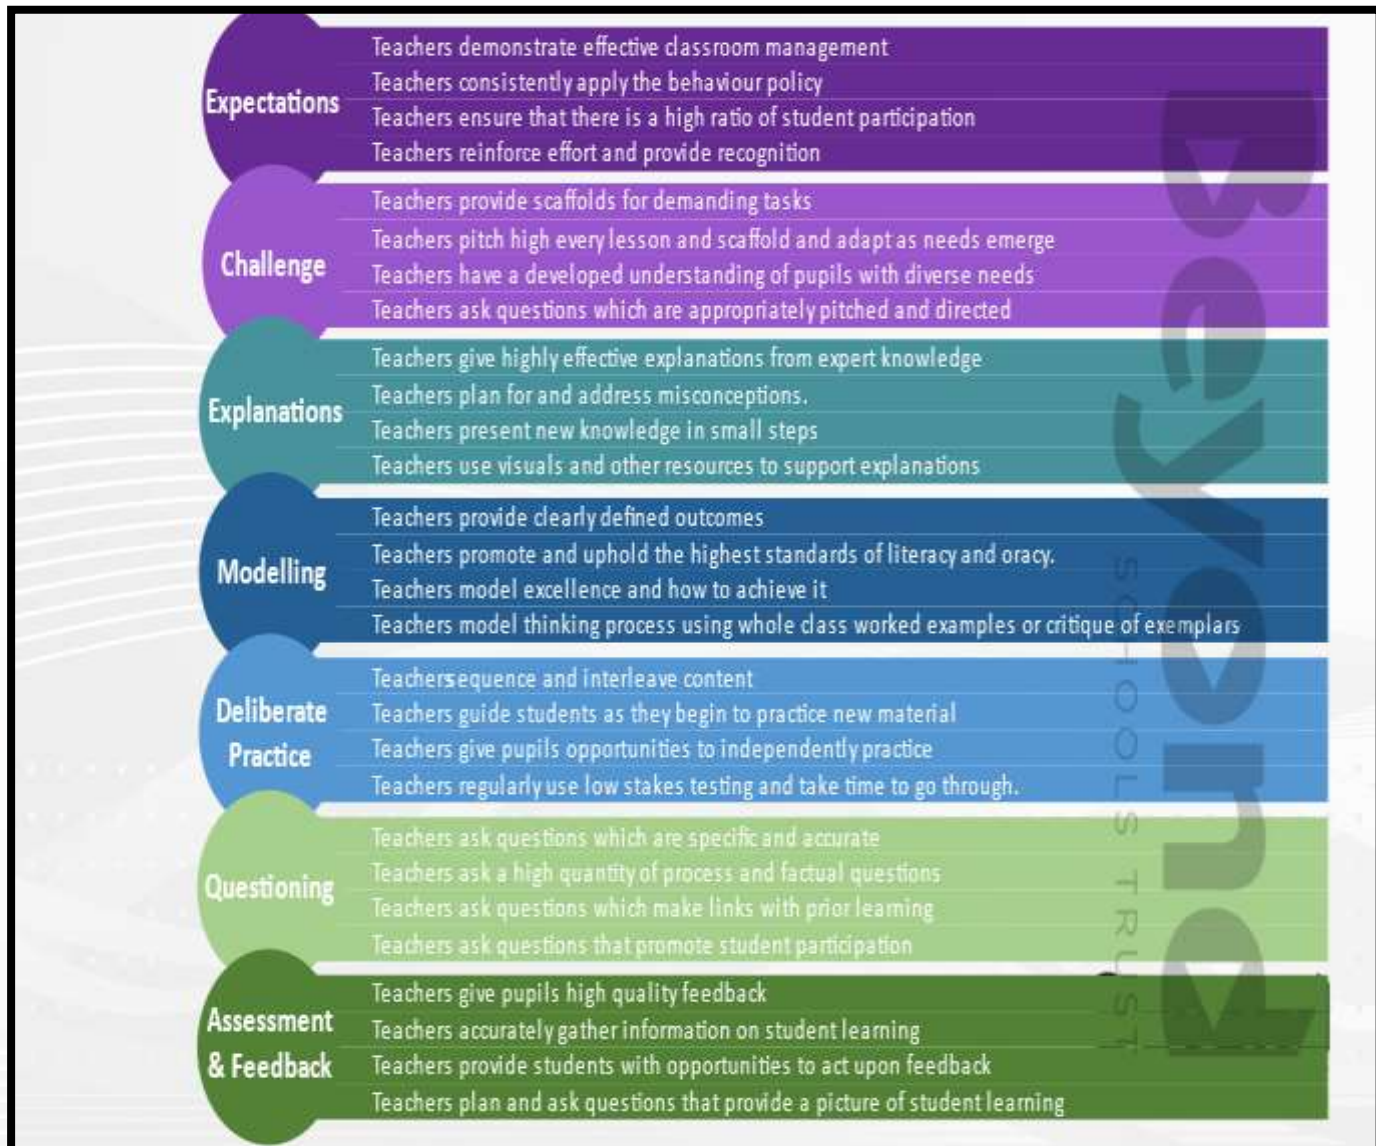 Expectations
Teachers demonstrate effective classroom management
Teachers consistently apply the behaviour policy
Teachers ensure that there is a high ratio of student participation
Teachers reinforce effort and provide recognition
Challenge
Teachers provide scaffolds for demanding tasks
Teachers pitch high every lesson and scaffold and adapt as needs emerge
Teachers have a developed understanding of pupils with diverse needs
Teachers ask questions which are appropriately pitched and directed
Explanations
Teachers give highly effective explanations from expert knowledge
Teachers plan for and address misconceptions.
Teachers present new knowledge in small steps
Teachers use visuals and other resources to support explanations
Modelling
Teachers provide clearly defined outcomes
Teachers promote and uphold the highest standards of literacy and oracy.
Teachers model excellence and how to achieve it
Teachers model thinking process using whole class worked examples or critique of exemplars
Deliberate
Practice
Teachers sequence and interleave content
Teachers guide students as they begin to practice new material
Teachers give pupils opportunities to independently practice
Teachers regularly use low stakes testing and take time to go through.
Questioning
Teachers ask questions which are specific and accurate
Teachers ask a high quantity of process and factual questions
Teachers ask questions which make links with prior learning
Teachers ask questions that promote student participation
Assessment
& Feedback
Teachers give pupils high quality feedback
Teachers accurately gather information on student learning
Teachers provide students with opportunities to act upon feedback
Teachers plan and ask questions that provide a picture of student learning
Beyond
SCHOOLS TRUST